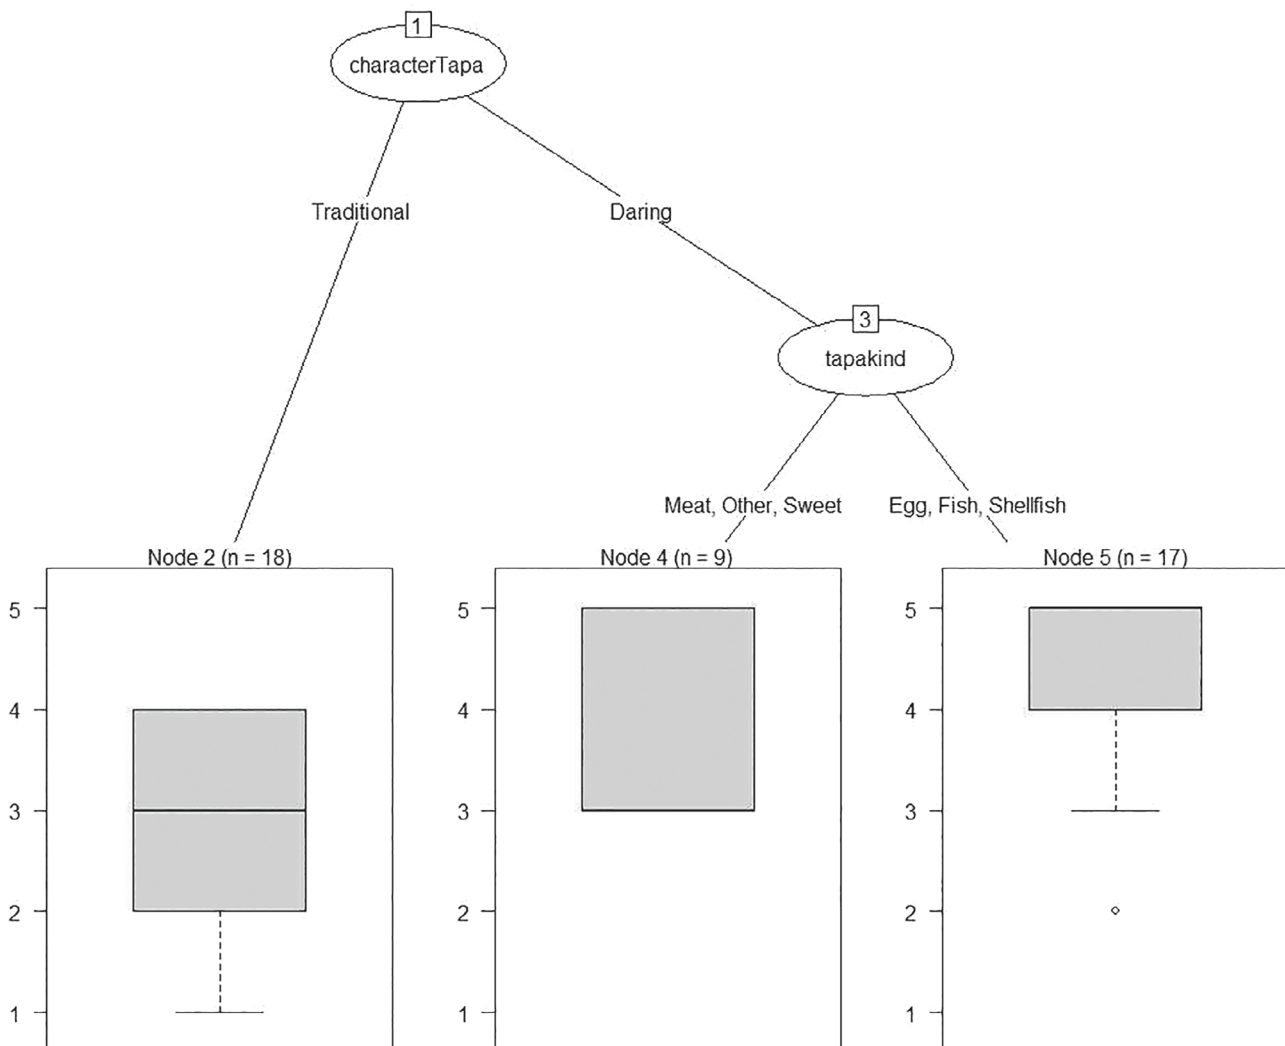 1
characterTapa
Traditional
Daring
3
tapakind
Meat, Other, Sweet
Egg, Fish, Shellfish
Node 2 (n = 18)
5
4
3
2
1
Node 4 (n = 9)
5
4
3
2
1
Node 5 (n = 17)
5
4
3
2
1